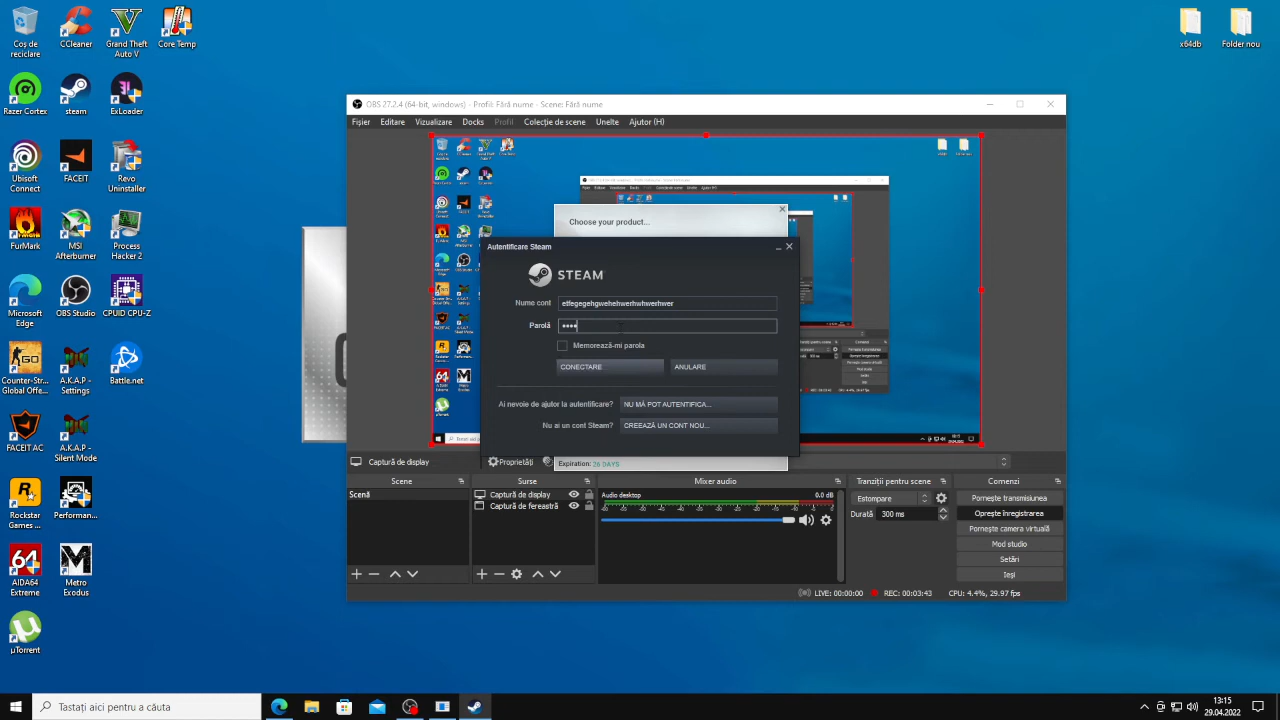 Coș de reciclare
CCleaner
Grand Theft Auto V
Core Temp
x64db
Folder nou
Razer Cortex
steam
ExLoader
Ubisoft Connect
FACEIT
Revo Uninstaller
FurMark
MSI Afterburner
Process Hacker 2
Microsoft Edge
OBS Studio
CPUID CPU-Z
Counter-Str... Global Offe...
A.K.A.P - Settings
Battle.net
FACEIT AC
A.K.A.P - Silent Mode
Rockstar Games ...
Performan...
AIDA64 Extreme
Metro Exodus
µTorrent
OBS 27.2.4 (64-bit, windows) - Profil: Fără nume - Scene: Fără nume
Fișier Editare Vizualizare Docks Profil Colecție de scene Unelte Ajutor (H)
Choose your product...
Autentificare Steam
STEAM
Nume cont
Parolă
••••
Memorează-mi parola
CONECTARE
ANULARE
Ai nevoie de ajutor la autentificare?
NU MĂ POT AUTENTIFICA...
Nu ai un cont Steam?
CREEAZĂ UN CONT NOU...
Expiration: 26 DAYS
Captură de display
Proprietăți
Scene
Scenă
Surse
Captură de display
Captură de fereastră
Mixer audio
Audio desktop
0.0 dB
Tranziții pentru scene
Estompare
Durată 300 ms
Comenzi
Pornește transmisiunea
Oprește înregistrarea
Pornește camera virtuală
Mod studio
Setări
Ieși
LIVE: 00:00:00
REC: 00:03:43
CPU: 4.4%, 29.97 fps
Tastați aici pentru a căuta
13:15
29.04.2022